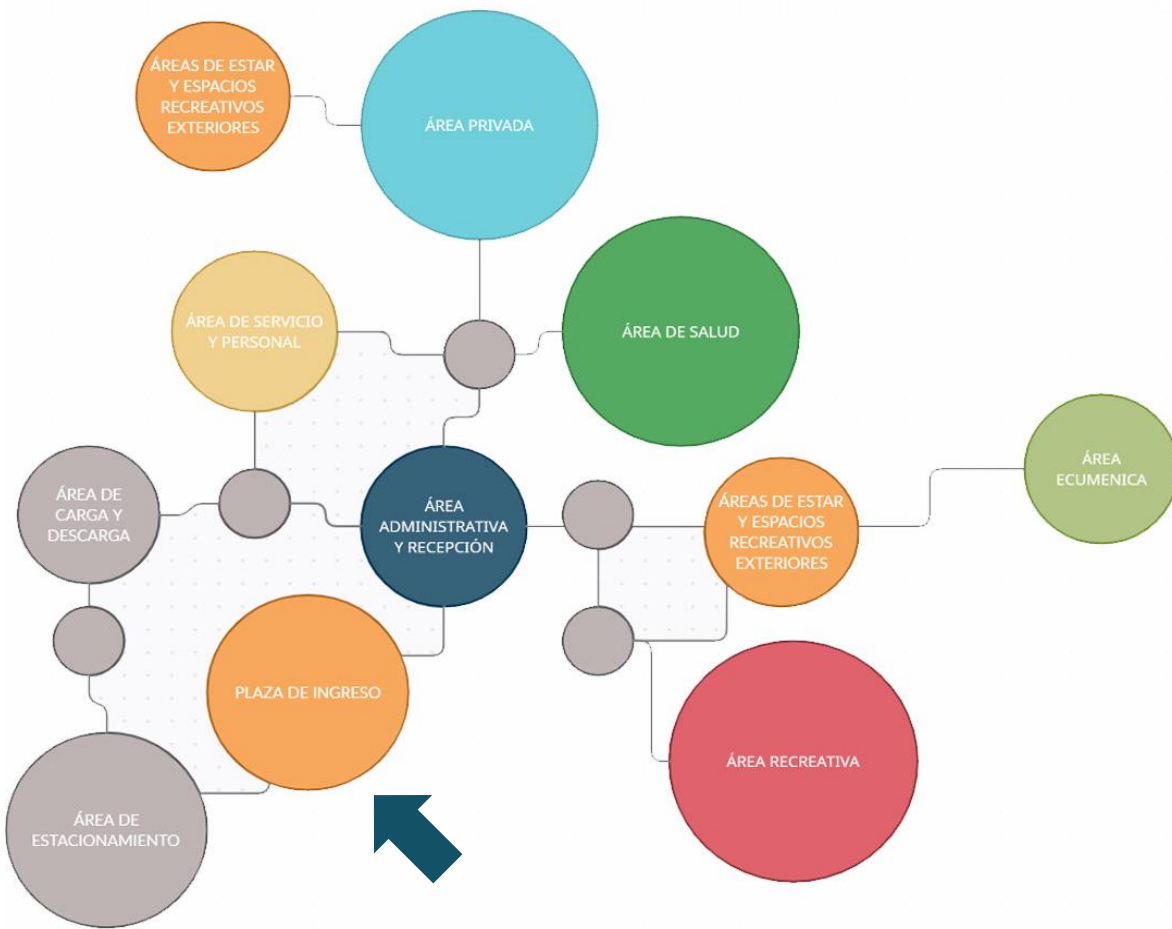 ÁREAS DE ESTAR
Y ESPACIOS
RECREATIVOS
EXTERIORES
ÁREA PRIVADA
ÁREA DE SERVICIO
Y PERSONAL
ÁREA DE SALUD
ÁREA DE
CARGA Y
DESCARGA
ÁREA
ADMINISTRATIVA
Y RECEPCIÓN
ÁREAS DE ESTAR
Y ESPACIOS
RECREATIVOS
EXTERIORES
ÁREA
ECUMENICA
PLAZA DE INGRESO
ÁREA RECREATIVA
ÁREA DE
ESTACIONAMIENTO